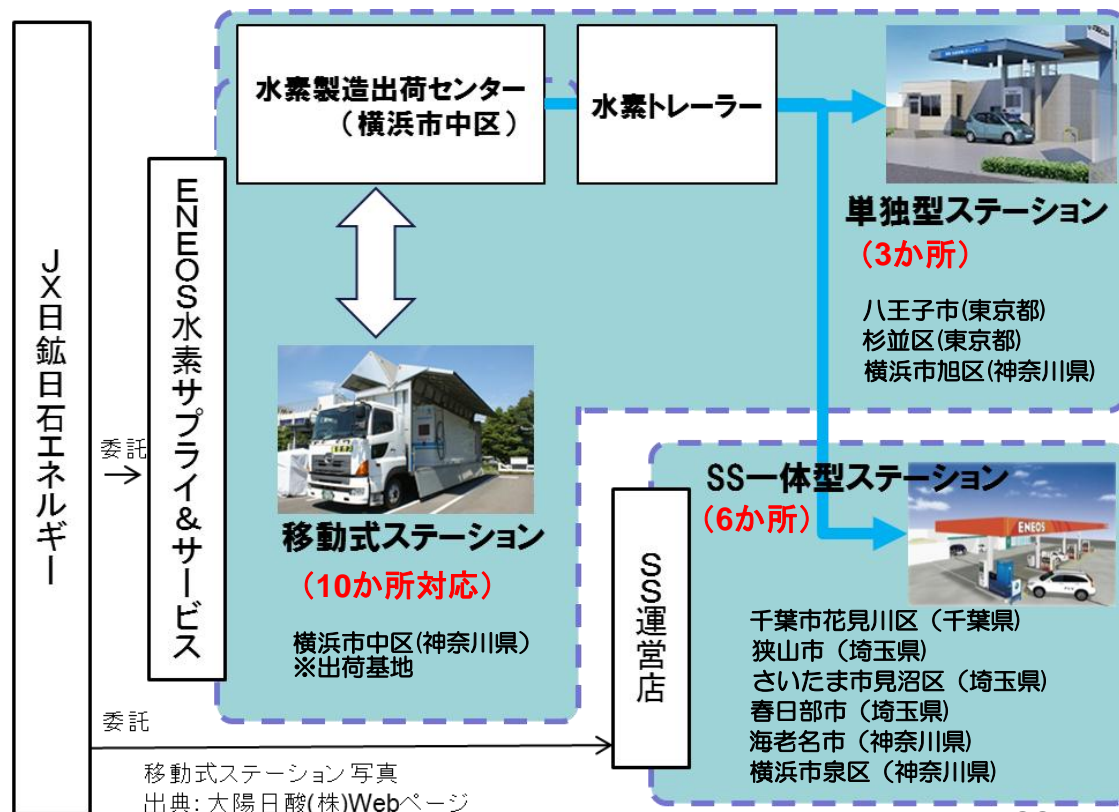 JX日鉱日石エネルギー
委託
ENEOS水素サプライ&サービス
水素製造出荷センター
（横浜市中区）
水素トレーラー
単独型ステーション
（3か所）
八王子市(東京都)
杉並区(東京都)
横浜市旭区(神奈川県)
移動式ステーション
（10か所対応）
横浜市中区(神奈川県）
※出荷基地
SS運営店
SS一体型ステーション
（6か所）
ENEOS
千葉市花見川区（千葉県）
狭山市（埼玉県）
さいたま市見沼区（埼玉県）
春日部市（埼玉県）
海老名市（神奈川県）
横浜市泉区（神奈川県）
委託
移動式ステーション写真
出典：大陽日酸(株)Webページ